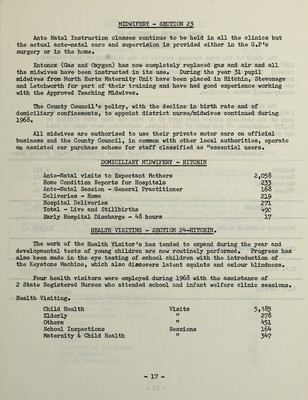 MIDWIFERY - SECTION 23
Ante Natal Instruction classes continue to be held in all the clinics but
the actual ante-natal care and supervision is provided either in the G.P's
surgery or in the home.
Entonox (Gas and Oxygen) has now completely replaced gas and air and all
the midwives have been instructed in its use. During the year 31 pupil
midwives from North Herts Maternity Unit have been placed in Hitchin, Stevenage
and Letchworth for part of their training and have had good experience working
with the Approved Teaching Midwives.
The County Council's policy, with the decline in birth rate and of
domiciliary confinements, to appoint district nurse/midwives continued during
1968.
All midwives are authorised to use their private motor cars on official
business and the County Council, in common with other local authorities, operate
an assisted car purchase scheme for staff classified as "essential users.
DOMICILIARY MIDWIFERY - HITCHIN
Ante-Natal visits to Expectant Mothers 2,058
Home Condition Reports for Hospitals 233
Ante-Natal Session - General Practitioner 168
Deliveries - Home 219
Hospital Deliveries 271
Total - Live and Stillbirths 490
Early Hospital Discharge - 48 hours 17
HEALTH VISITING - SECTION 24-HITCHIN.
The work of the Health Visitor's has tended to expand during the year and
developmental tests of young children are now routinely performed. Progress has
also been made in the eye testing of school children with the introduction of
the Keystone Machine, which also discovers latent squints and colour blindness.
Four health visitors were employed during 1968 with the assistance of
2 State Registered Nurses who attended school and infant welfare clinic sessions.
Health Visiting.
Child Health Visits 5,185
Elderly " 278
Others " 451
School Inspections Sessions 164
Maternity & Child Health " 347
- 17 -